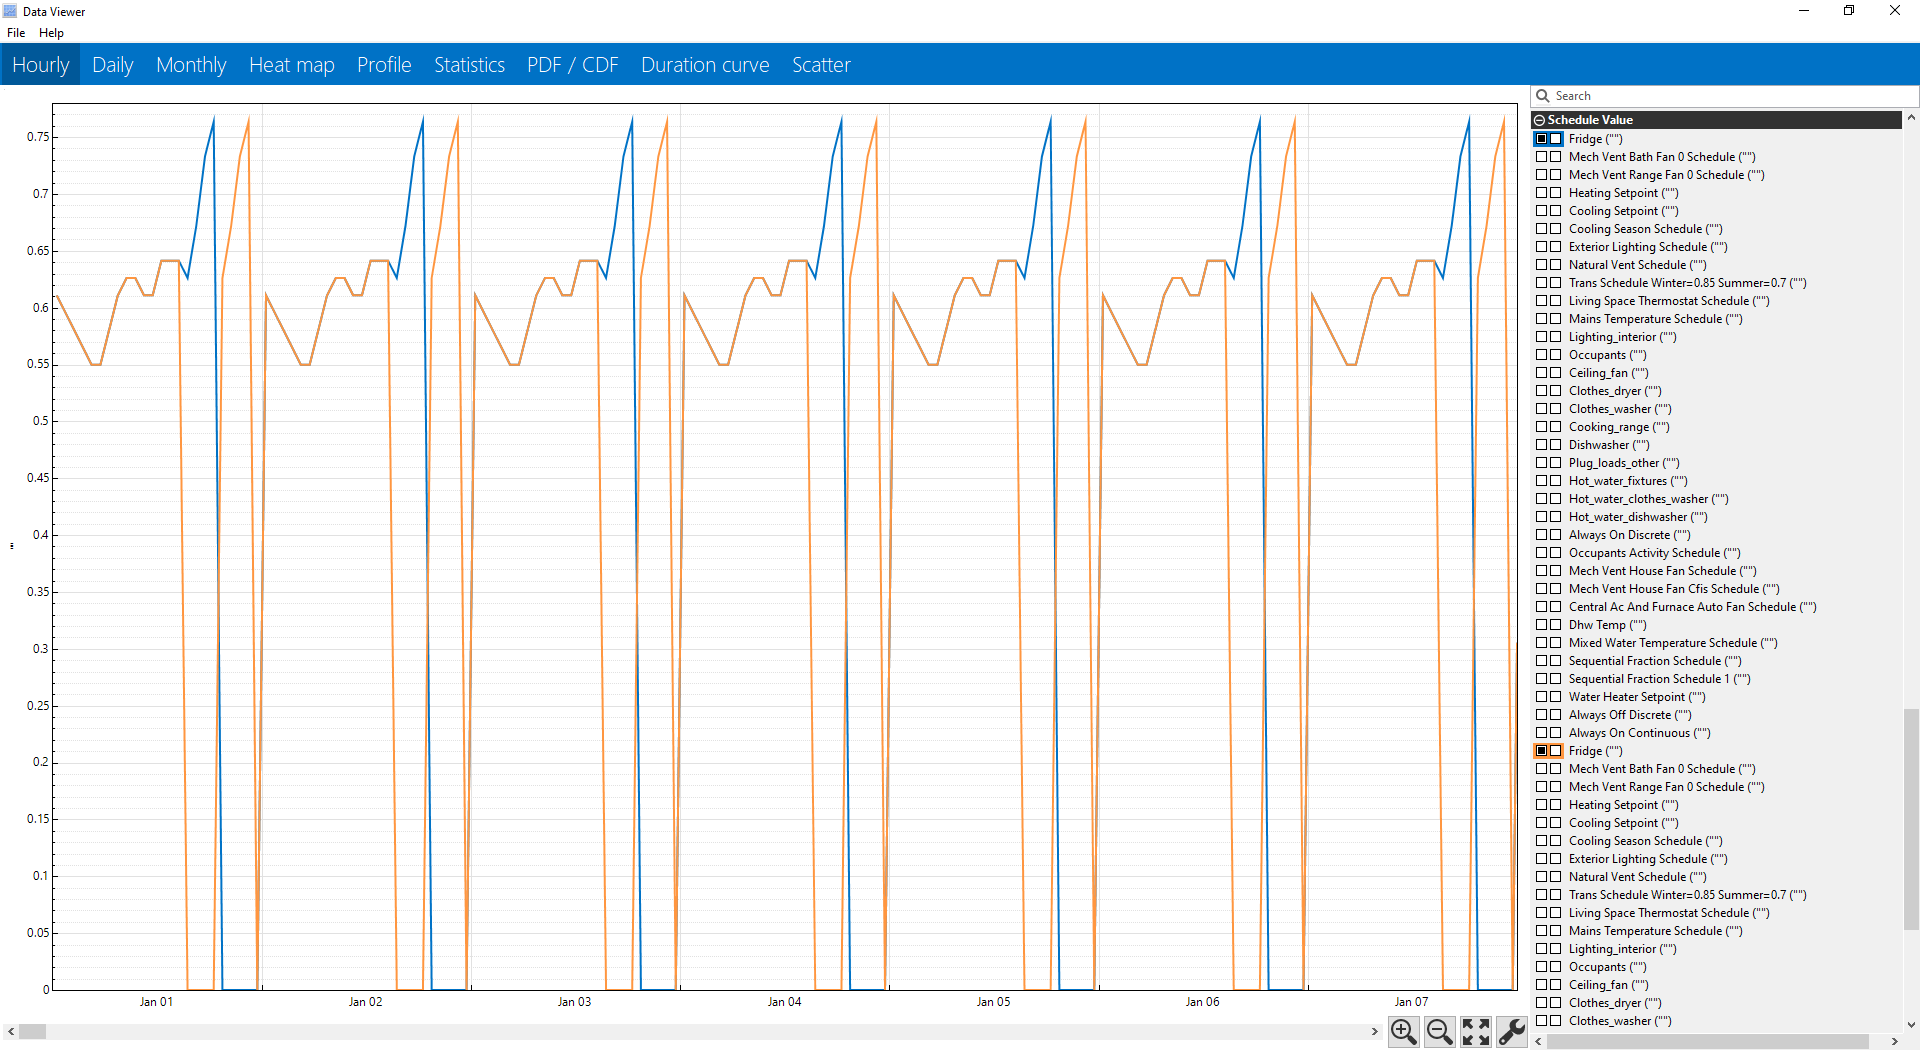 Data Viewer
File Help
Hourly Daily Monthly Heat map Profile Statistics PDF / CDF Duration curve Scatter
0.75
0.7
0.65
0.6
0.55
0.5
0.45
0.4
0.35
0.3
0.25
0.2
0.15
0.1
0.05
0
Jan 01 Jan 02 Jan 03 Jan 04 Jan 05 Jan 06 Jan 07
Search
Schedule Value
Fridge ("")
Mech Vent Bath Fan 0 Schedule ("")
Mech Vent Range Fan 0 Schedule ("")
Heating Setpoint ("")
Cooling Setpoint ("")
Cooling Season Schedule ("")
Exterior Lighting Schedule ("")
Natural Vent Schedule ("")
Trans Schedule Winter=0.85 Summer=0.7 ("")
Living Space Thermostat Schedule ("")
Mains Temperature Schedule ("")
Lighting_interior ("")
Occupants ("")
Ceiling_fan ("")
Clothes_dryer ("")
Clothes_washer ("")
Cooking_range ("")
Dishwasher ("")
Plug_loads_other ("")
Hot_water_fixtures ("")
Hot_water_clothes_washer ("")
Hot_water_dishwasher ("")
Always On Discrete ("")
Occupants Activity Schedule ("")
Mech Vent House Fan Schedule ("")
Mech Vent House Fan Cfis Schedule ("")
Central Ac And Furnace Auto Fan Schedule ("")
Dhw Temp ("")
Mixed Water Temperature Schedule ("")
Sequential Fraction Schedule ("")
Sequential Fraction Schedule 1 ("")
Water Heater Setpoint ("")
Always Off Discrete ("")
Always On Continuous ("")
Fridge ("")
Mech Vent Bath Fan 0 Schedule ("")
Mech Vent Range Fan 0 Schedule ("")
Heating Setpoint ("")
Cooling Setpoint ("")
Cooling Season Schedule ("")
Exterior Lighting Schedule ("")
Natural Vent Schedule ("")
Trans Schedule Winter=0.85 Summer=0.7 ("")
Living Space Thermostat Schedule ("")
Mains Temperature Schedule ("")
Lighting_interior ("")
Occupants ("")
Ceiling_fan ("")
Clothes_dryer ("")
Clothes_washer ("")